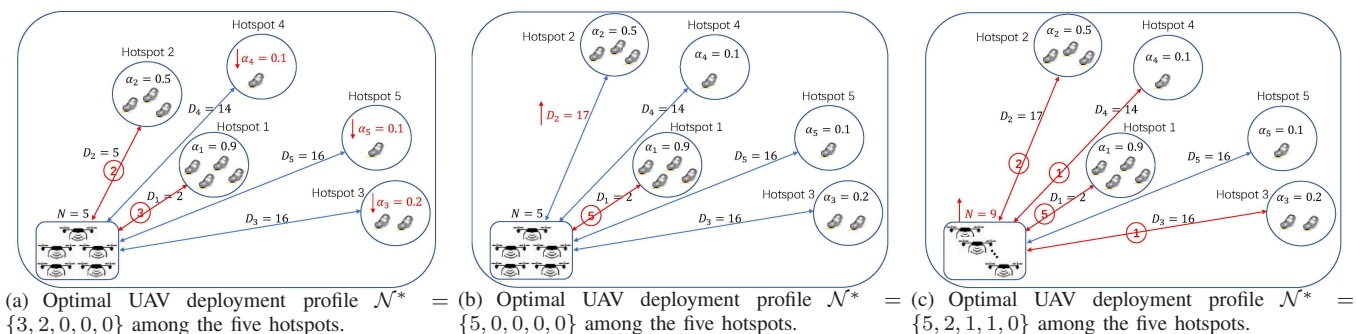 Hotspot 4
Hotspot 2
↓ α₄ = 0.1
α₂ = 0.5
D₄ = 14
Hotspot 5
Hotspot 1
↓ α₅ = 0.1
α₁ = 0.9
D₂ = 5
D₅ = 16
②
Hotspot 3
D₁ = 2
↓ α₃ = 0.2
N = 5
③
D₃ = 16
(a) Optimal UAV deployment profile 𝒩* =
{3, 2, 0, 0, 0} among the five hotspots.
Hotspot 4
α₂ = 0.5
Hotspot 2
α₄ = 0.1
↑ D₂ = 17
D₄ = 14
Hotspot 5
Hotspot 1
α₅ = 0.1
α₁ = 0.9
D₅ = 16
Hotspot 3
D₁ = 2
α₃ = 0.2
N = 5
⑤
D₃ = 16
(b) Optimal UAV deployment profile 𝒩* =
{5, 0, 0, 0, 0} among the five hotspots.
Hotspot 4
α₂ = 0.5
Hotspot 2
α₄ = 0.1
D₂ = 17
D₄ = 14
Hotspot 5
Hotspot 1
α₅ = 0.1
α₁ = 0.9
D₅ = 16
②
①
Hotspot 3
D₁ = 2
α₃ = 0.2
↑ N = 9
⑤
D₃ = 16
①
(c) Optimal UAV deployment profile 𝒩* =
{5, 2, 1, 1, 0} among the five hotspots.